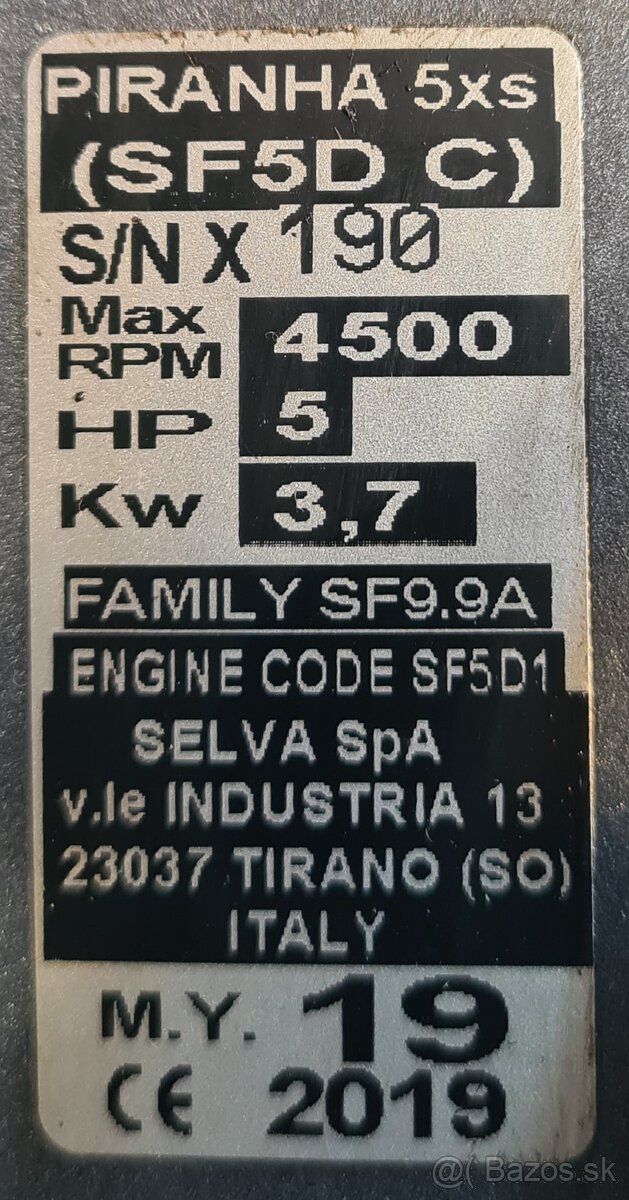 PIRANHA 5xs
(SF5D C)
S/N X 190
Max
RPM 4500
HP 5
Kw 3,7
FAMILY SF9.9A
ENGINE CODE SF5D1
SELVA SpA
v.le INDUSTRIA 13
23037 TIRANO (SO)
ITALY
M.Y. 19
CE 2019
@( Bazos.sk